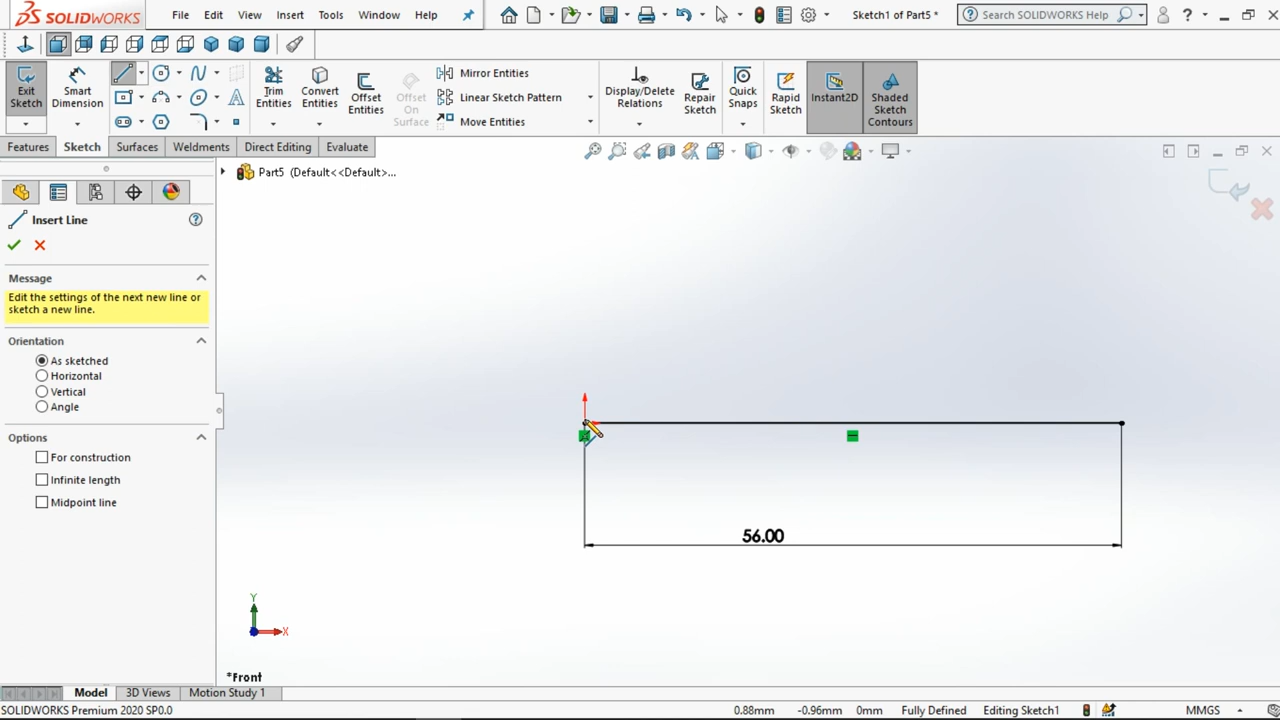 SOLIDWORKS File Edit View Insert Tools Window Help Sketch1 of Part5 * Search SOLIDWORKS Help ?
Exit Sketch
Smart Dimension
Trim Entities
Convert Entities
Offset Entities
Offset On Surface
Mirror Entities
Linear Sketch Pattern
Move Entities
Display/Delete Relations
Repair Sketch
Quick Snaps
Rapid Sketch
Instant2D
Shaded Sketch Contours
Features Sketch Surfaces Weldments Direct Editing Evaluate
Part5 (Default<<Default>...
Insert Line
Message
Edit the settings of the next new line or
sketch a new line.
Orientation
As sketched
Horizontal
Vertical
Angle
Options
For construction
Infinite length
Midpoint line
56.00
Y
X
*Front
Model 3D Views Motion Study 1
SOLIDWORKS Premium 2020 SP0.0 0.88mm -0.96mm 0mm Fully Defined Editing Sketch1 MMGS